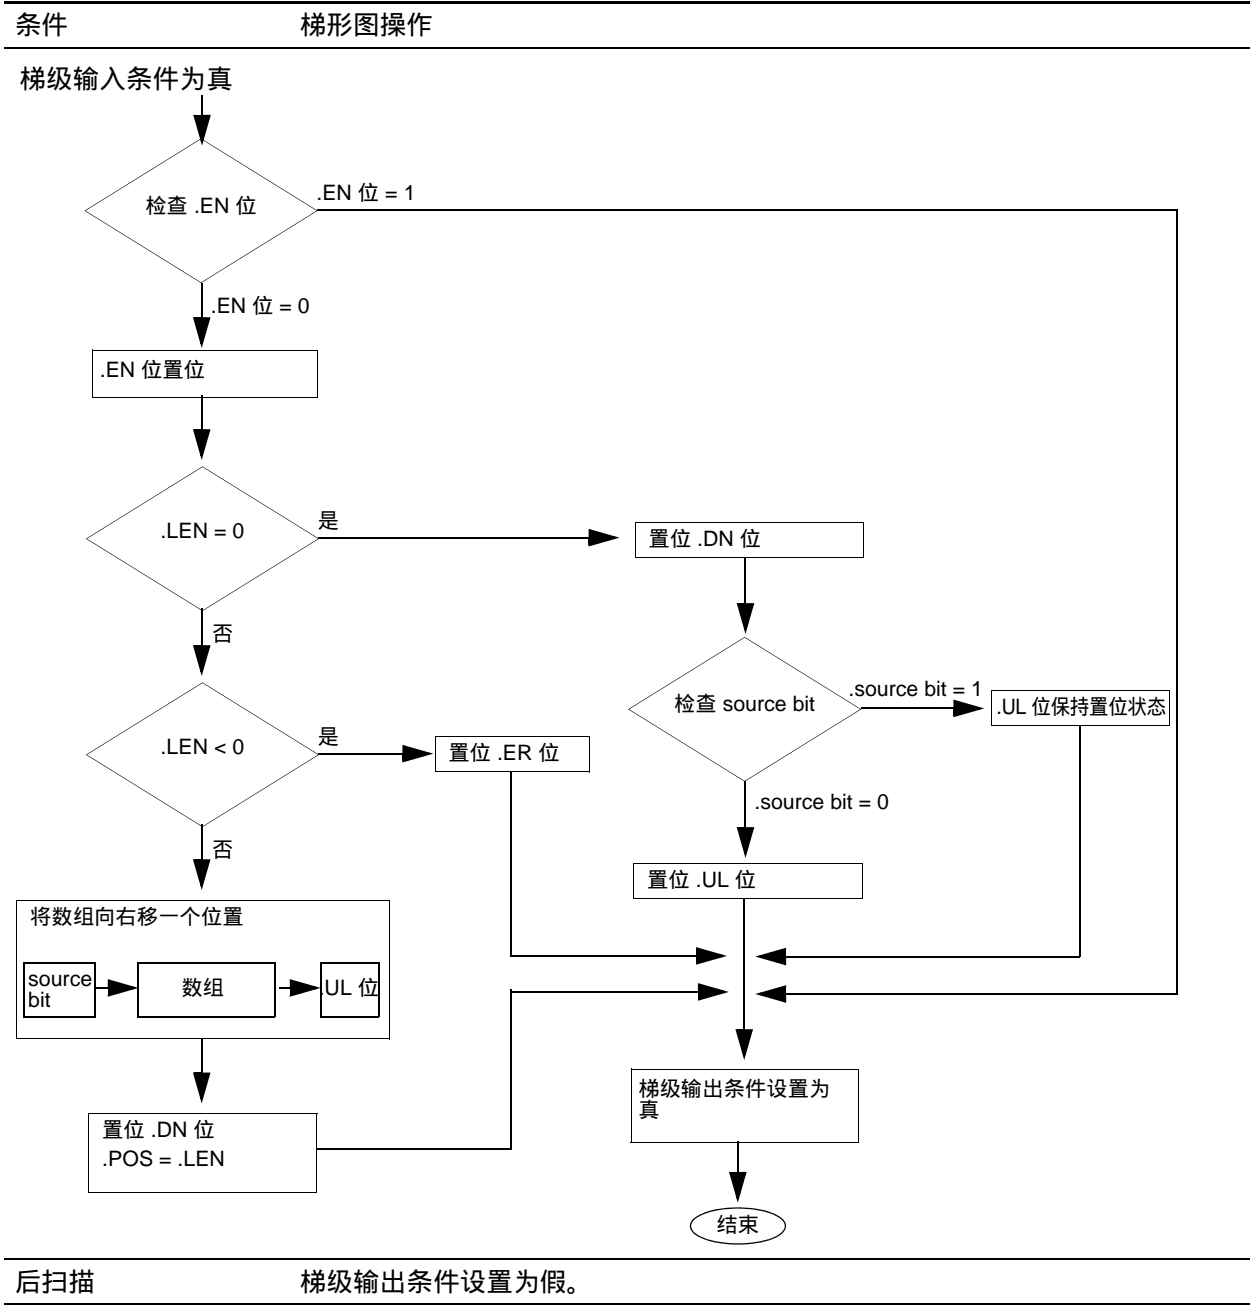 条件 梯形图操作
梯级输入条件为真
检查 .EN 位
.EN 位 = 1
.EN 位 = 0
.EN 位置位
.LEN = 0
是
置位 .DN 位
否
检查 source bit
.source bit = 1
.UL 位保持置位状态
.LEN < 0
是
置位 .ER 位
.source bit = 0
否
置位 .UL 位
将数组向右移一个位置
source
bit
数组
.UL 位
梯级输出条件设置为
真
置位 .DN 位
.POS = .LEN
结束
后扫描 梯级输出条件设置为假。